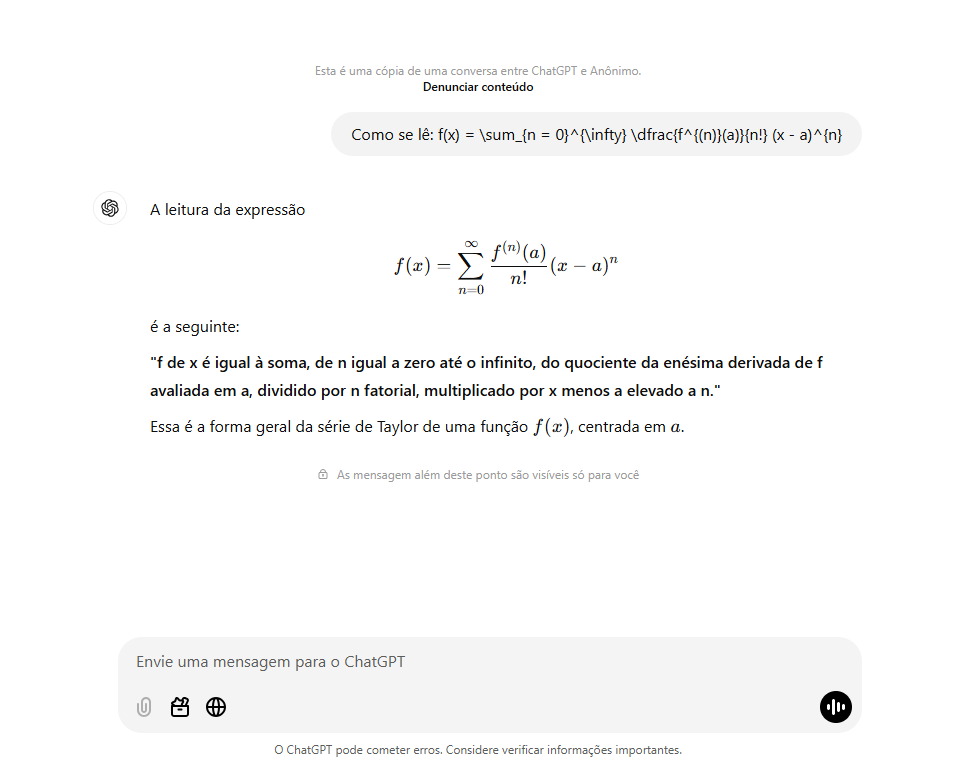 Esta é uma cópia de uma conversa entre ChatGPT e Anônimo.
Denunciar conteúdo
Como se lê: f(x) = \sum_{n = 0}^{\infty} \dfrac{f^{(n)}(a)}{n!} (x - a)^{n}
A leitura da expressão
f(x) = ∑_{n=0}^{∞} \frac{f^{(n)}(a)}{n!} (x − a)^n
é a seguinte:
"f de x é igual à soma, de n igual a zero até o infinito, do quociente da enésima derivada de f
avaliada em a, dividido por n fatorial, multiplicado por x menos a elevado a n."
Essa é a forma geral da série de Taylor de uma função f(x), centrada em a.
As mensagem além deste ponto são visíveis só para você
Envie uma mensagem para o ChatGPT
O ChatGPT pode cometer erros. Considere verificar informações importantes.